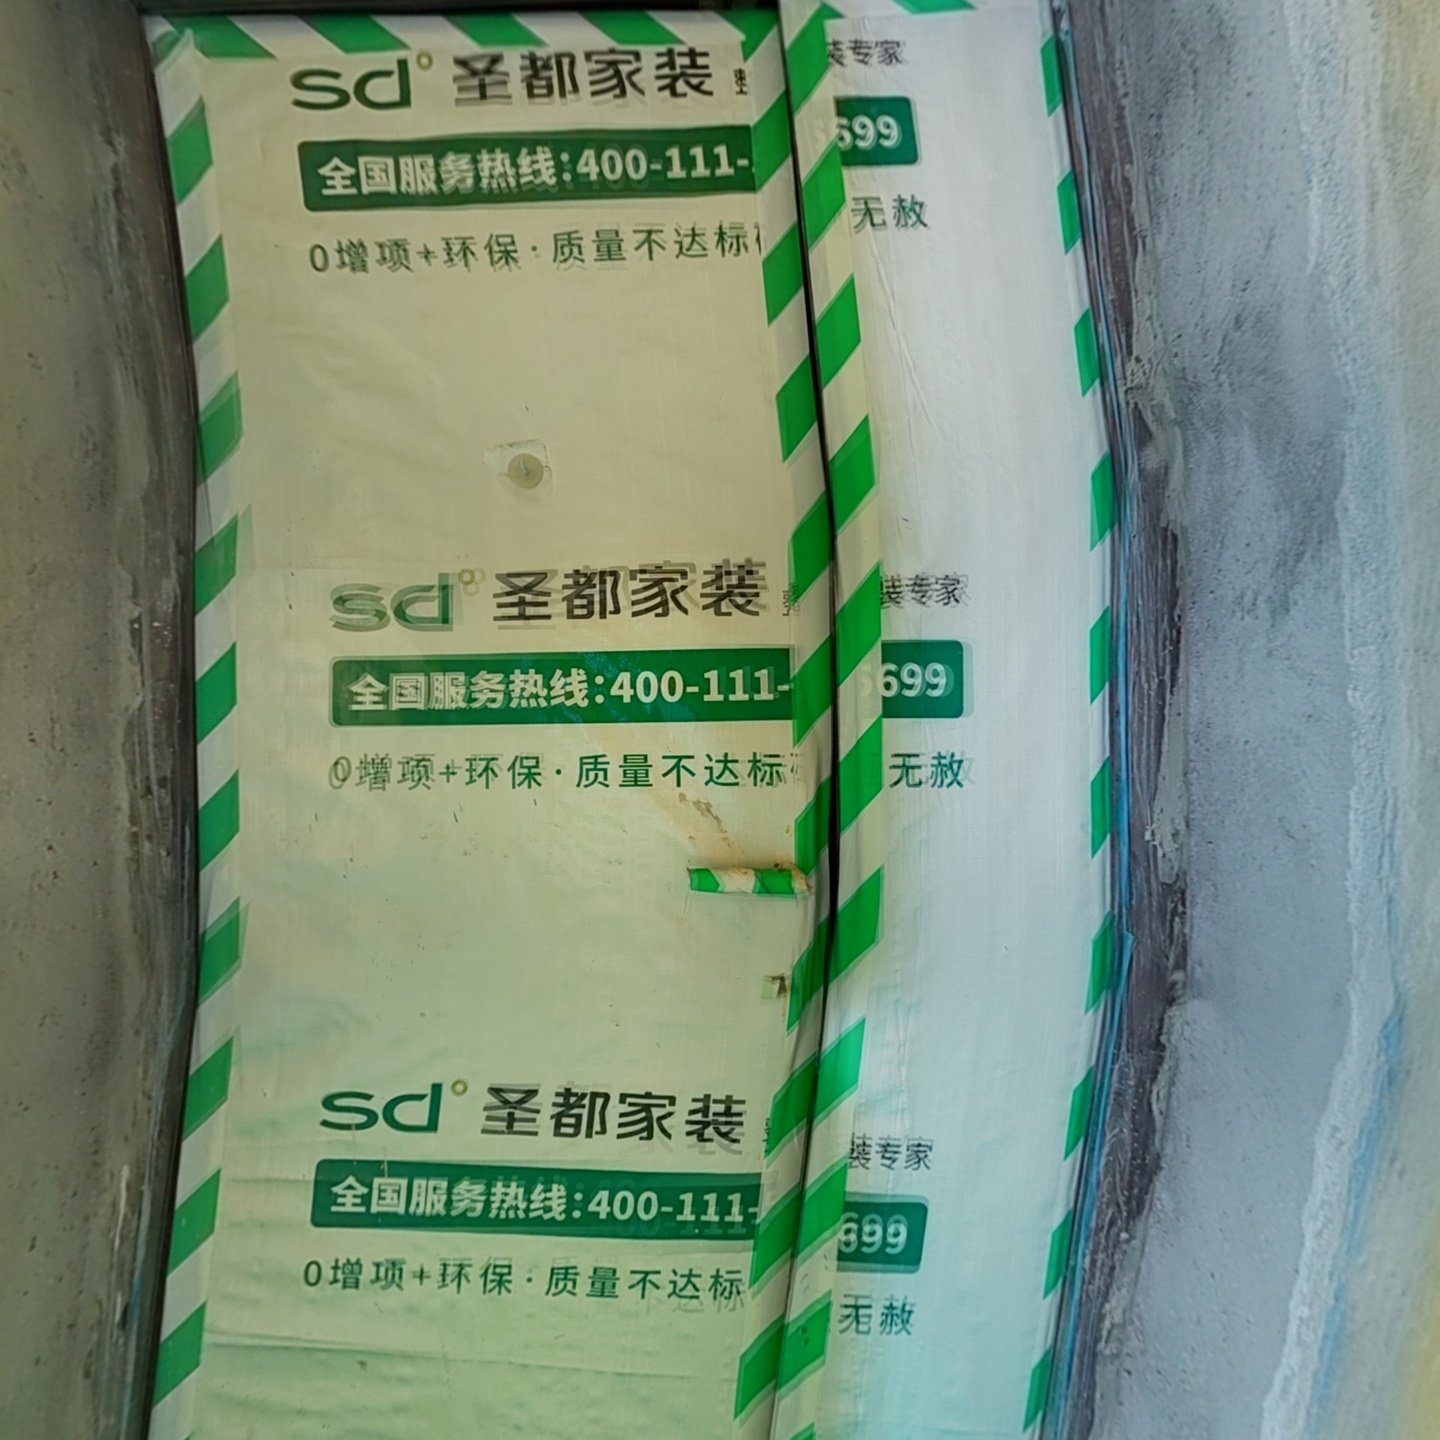 sd 圣都家装
装专家
全国服务热线:400-111-
6699
0增项+环保·质量不达标
无赦
sd 圣都家装
装专家
全国服务热线:400-111-
6699
0增项+环保·质量不达标
无赦
sd 圣都家装
装专家
全国服务热线:400-111-
699
0增项+环保·质量不达标
无赦